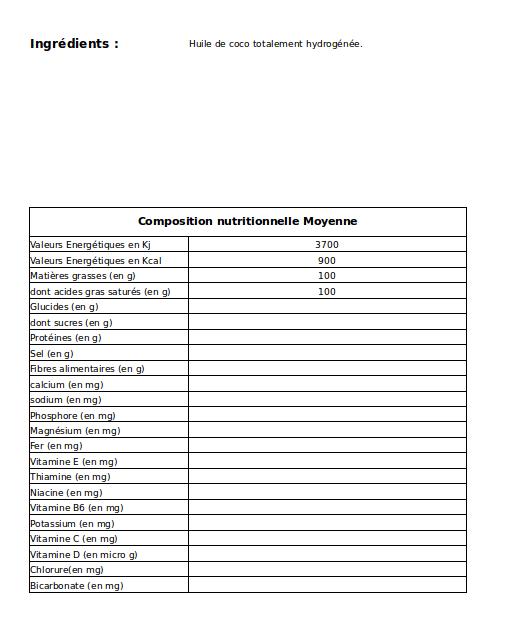 Ingrédients : Huile de coco totalement hydrogénée.
Composition nutritionnelle Moyenne
Valeurs Energétiques en Kj 3700
Valeurs Energétiques en Kcal 900
Matières grasses (en g) 100
dont acides gras saturés (en g) 100
Glucides (en g)
dont sucres (en g)
Protéines (en g)
Sel (en g)
Fibres alimentaires (en g)
calcium (en mg)
sodium (en mg)
Phosphore (en mg)
Magnésium (en mg)
Fer (en mg)
Vitamine E (en mg)
Thiamine (en mg)
Niacine (en mg)
Vitamine B6 (en mg)
Potassium (en mg)
Vitamine C (en mg)
Vitamine D (en micro g)
Chlorure(en mg)
Bicarbonate (en mg)